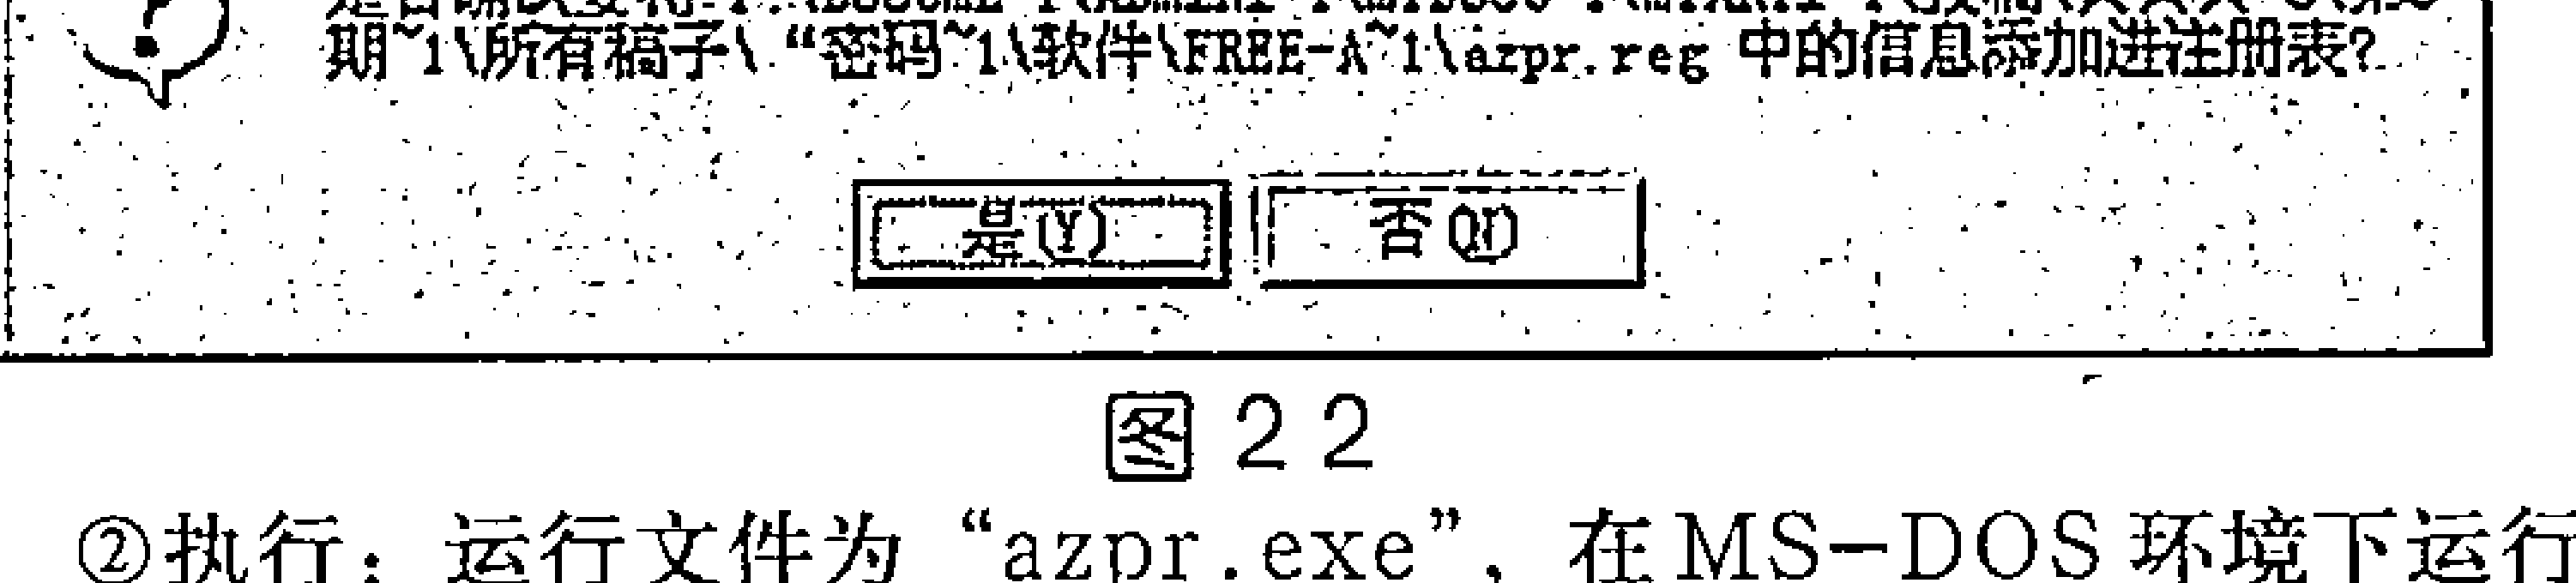 期~1\所有稿子\ “密码~1\软件\FREE-A~1\azpr.reg 中的信息添加进注册表?
是(Y) 否(N)
图22
②执行：运行文件为“azpr.exe”，在MS-DOS环境下运行